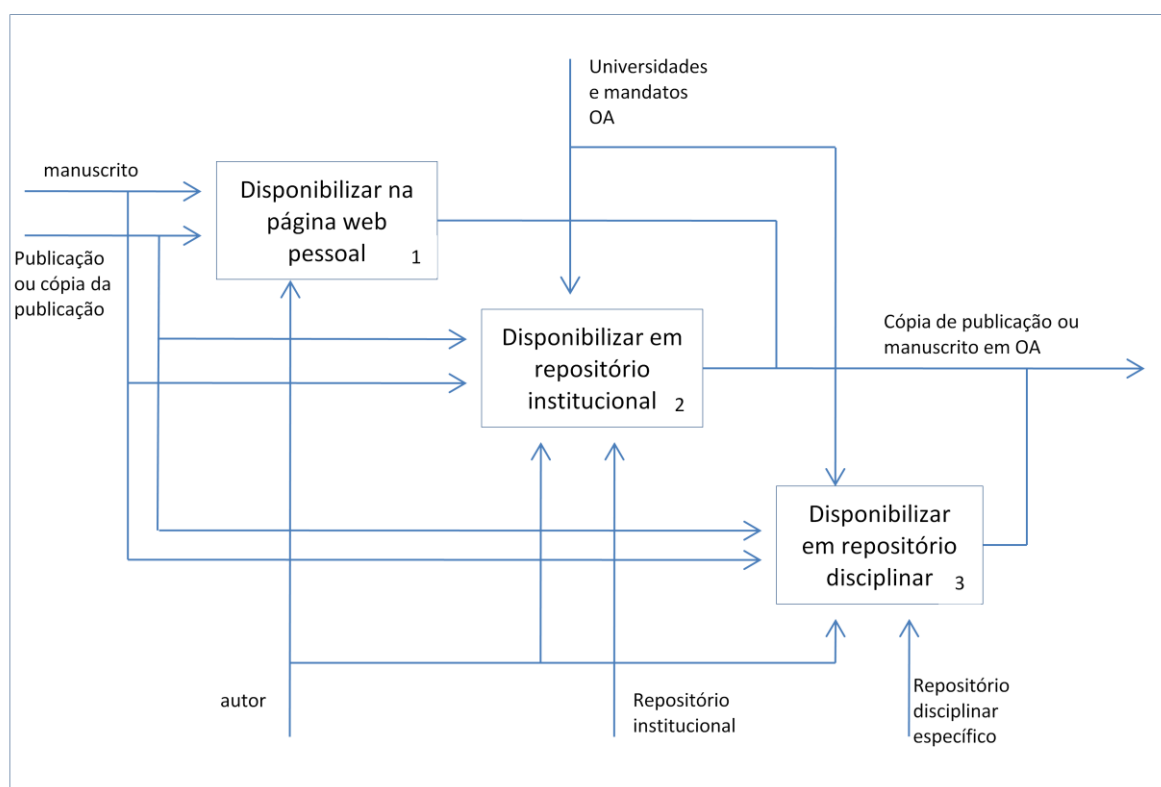 Universidades
e mandatos
OA
manuscrito
Disponibilizar na
página web
pessoal 1
Publicação
ou cópia da
publicação
Disponibilizar em
repositório
institucional 2
Cópia de publicação ou
manuscrito em OA
Disponibilizar
em repositório
disciplinar 3
autor
Repositório
institucional
Repositório
disciplinar
específico